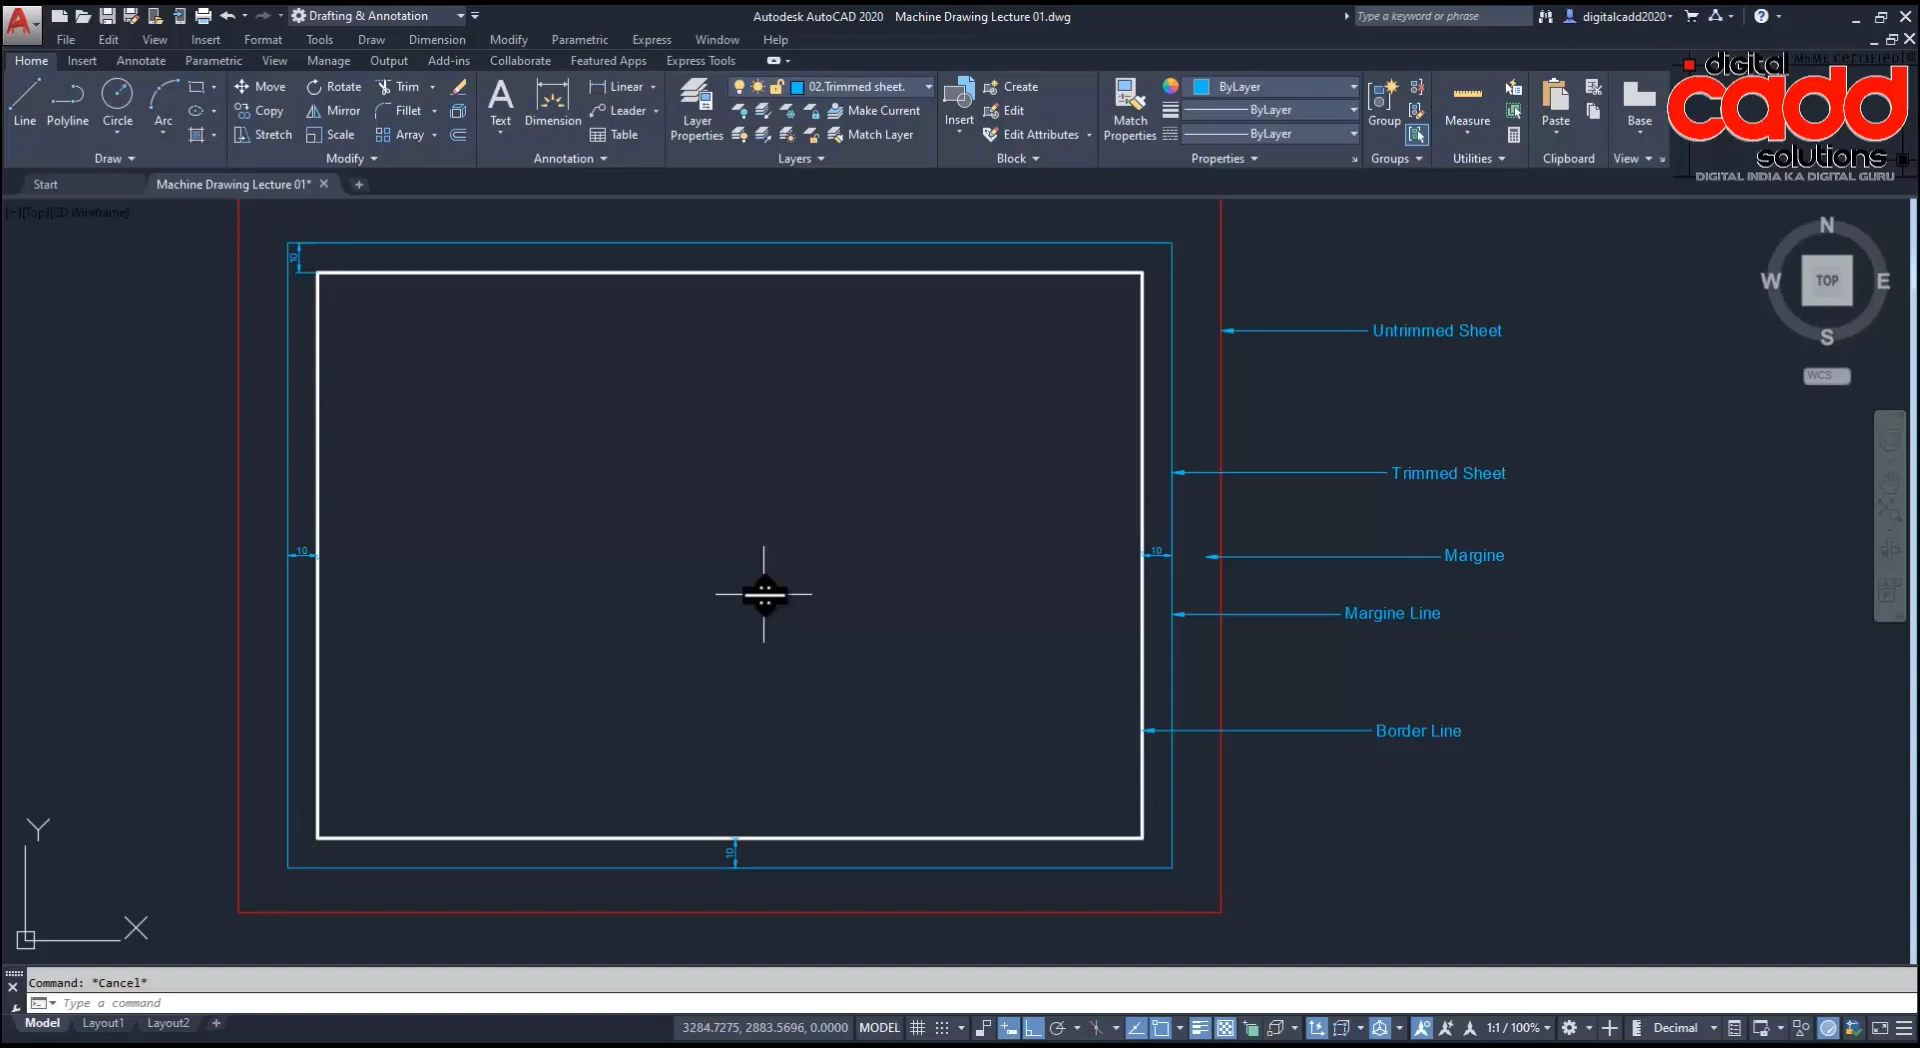 Drafting & Annotation
Autodesk AutoCAD 2020 Machine Drawing Lecture 01.dwg
Type a keyword or phrase
digitalcadd2020
File Edit View Insert Format Tools Draw Dimension Modify Parametric Express Window Help
Home Insert Annotate Parametric View Manage Output Add-ins Collaborate Featured Apps Express Tools
Line Polyline Circle Arc
Move Rotate Trim
Copy Mirror Fillet
Stretch Scale Array
Text Dimension
Linear
Leader
Table
Layer Properties
02.Trimmed sheet.
Make Current
Match Layer
Insert
Create
Edit
Edit Attributes
Match Properties
ByLayer
ByLayer
ByLayer
Group
Measure
Paste
Base
Draw Modify Annotation Layers Block Properties Groups Utilities Clipboard View
digital
cadd
solutions
DIGITAL INDIA KA DIGITAL GURU
Start
Machine Drawing Lecture 01*
[−][Top][2D Wireframe]
N
W TOP E
S
WCS
10
10
10
10
Untrimmed Sheet
Trimmed Sheet
Margine
Margine Line
Border Line
Y
X
Command: *Cancel*
Type a command
Model Layout1 Layout2
3284.7275, 2883.5696, 0.0000 MODEL
1:1 / 100%
Decimal